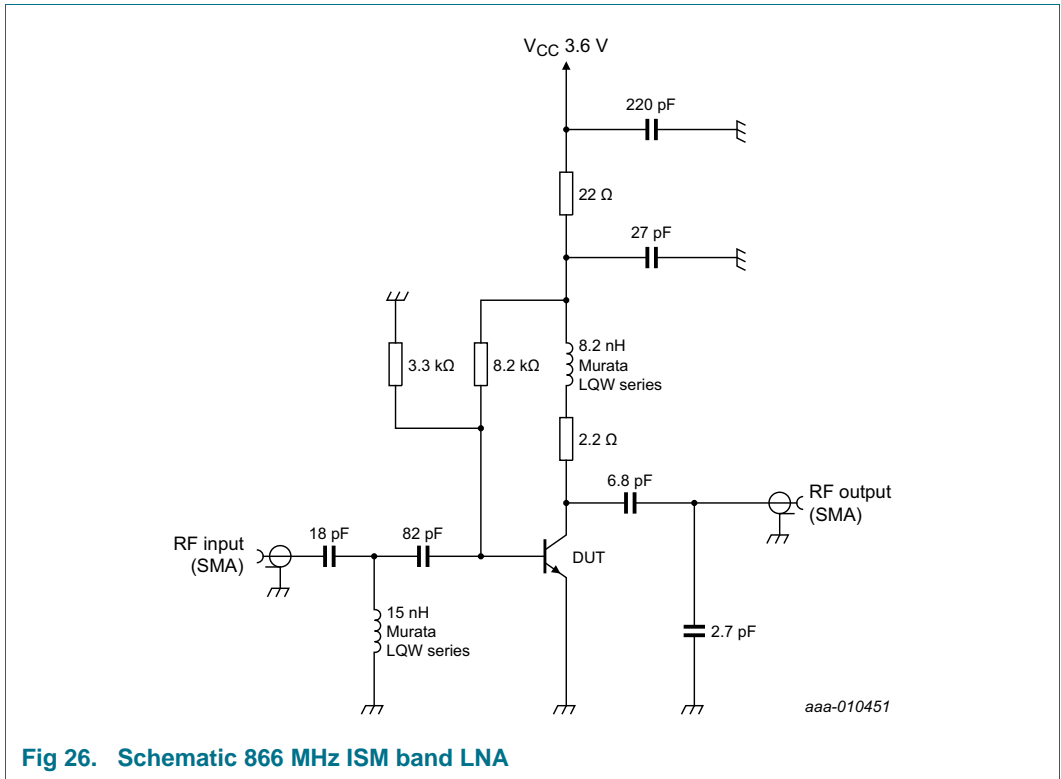 VCC 3.6 V
220 pF
22 Ω
27 pF
3.3 kΩ
8.2 kΩ
8.2 nH
Murata
LQW series
2.2 Ω
6.8 pF
RF output
(SMA)
RF input
(SMA)
18 pF
82 pF
DUT
15 nH
Murata
LQW series
2.7 pF
aaa-010451
Fig 26. Schematic 866 MHz ISM band LNA